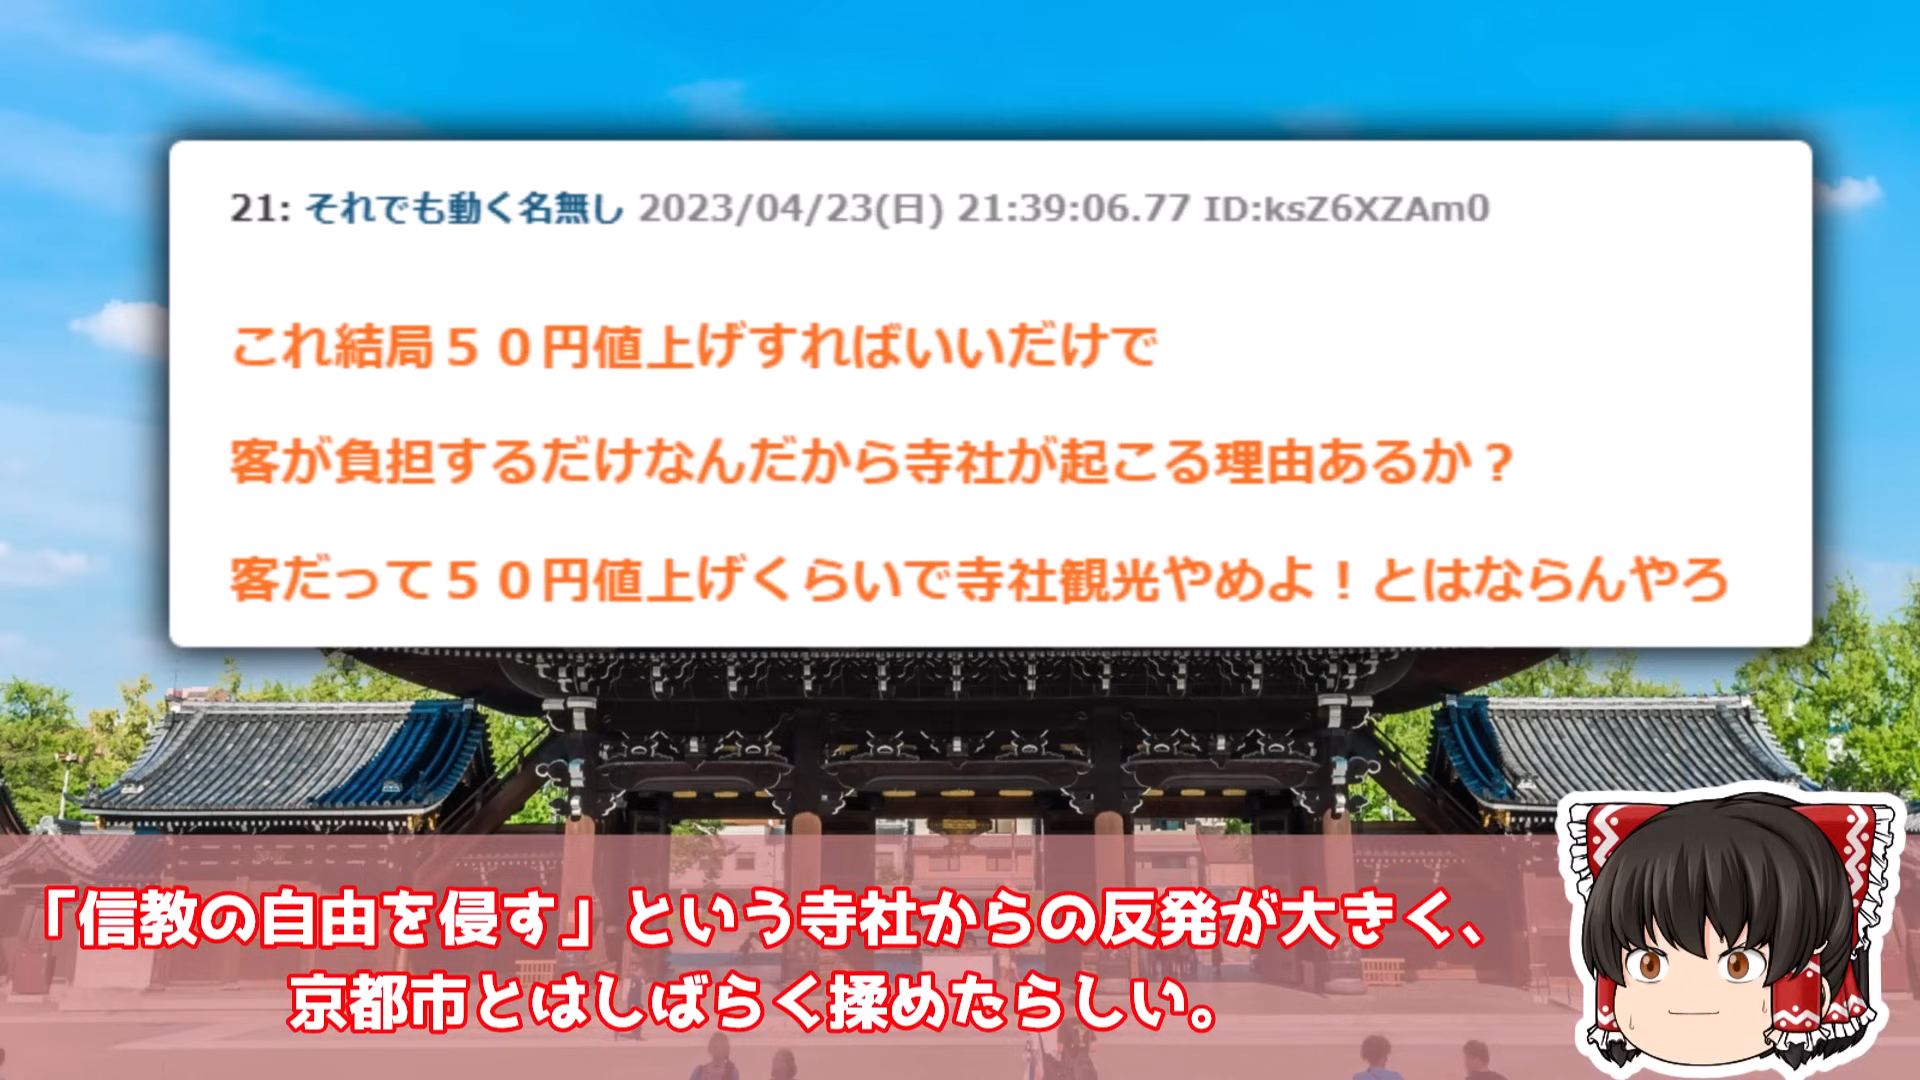 21: それでも動く名無し 2023/04/23(日) 21:39:06.77 ID:ksZ6XZAm0
これ結局５０円値上げすればいいだけで
客が負担するだけなんだから寺社が起こる理由あるか？
客だって５０円値上げくらいで寺社観光やめよ！とはならんやろ
「信教の自由を侵す」という寺社からの反発が大きく、
京都市とはしばらく揉めたらしい。